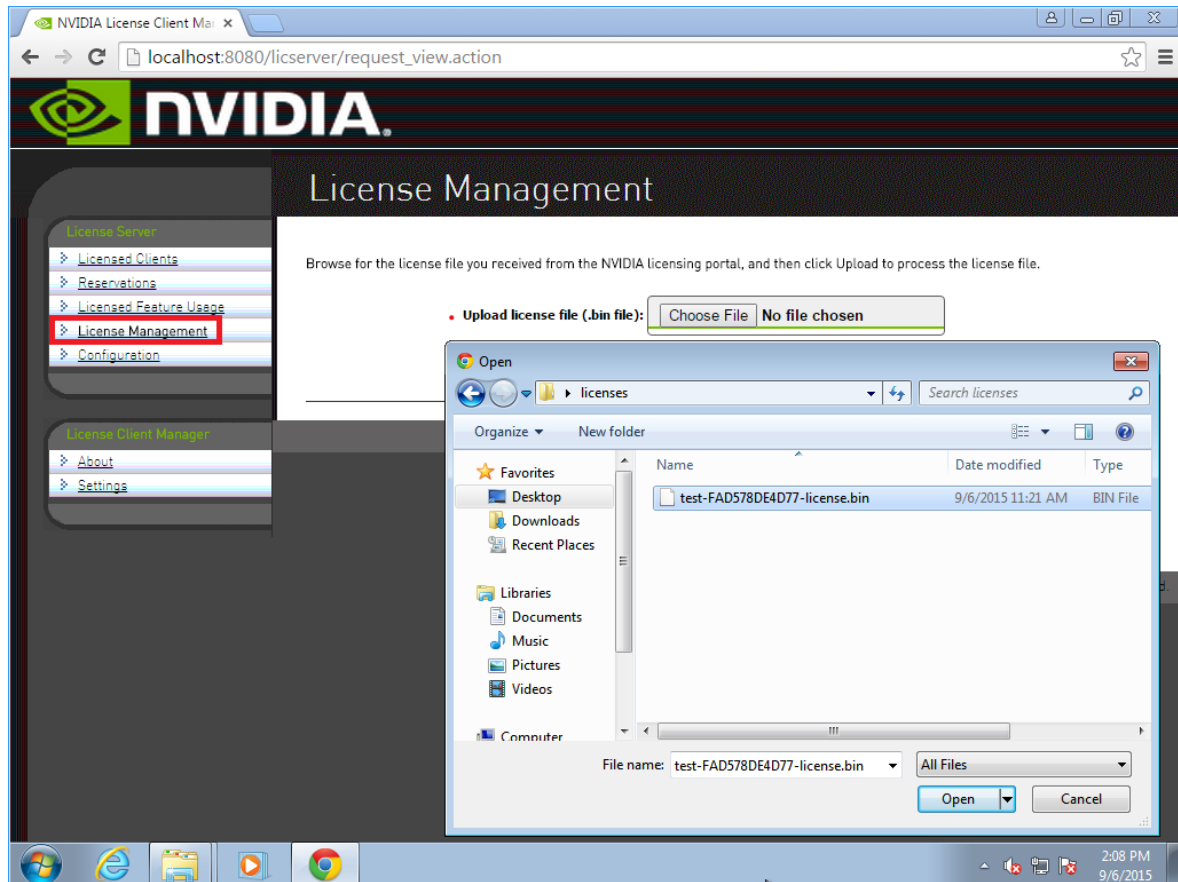 NVIDIA License Client Ma
localhost:8080/licserver/request_view.action
NVIDIA.
License Management
License Server
Licensed Clients
Reservations
Licensed Feature Usage
License Management
Configuration
License Client Manager
About
Settings
Browse for the license file you received from the NVIDIA licensing portal, and then click Upload to process the license file.
Upload license file (.bin file): Choose File No file chosen
Open
licenses
Search licenses
Organize New folder
Favorites
Desktop
Downloads
Recent Places
Libraries
Documents
Music
Pictures
Videos
Computer
Name Date modified Type
test-FAD578DE4D77-license.bin 9/6/2015 11:21 AM BIN File
File name: test-FAD578DE4D77-license.bin All Files
Open Cancel
d.
2:08 PM
9/6/2015